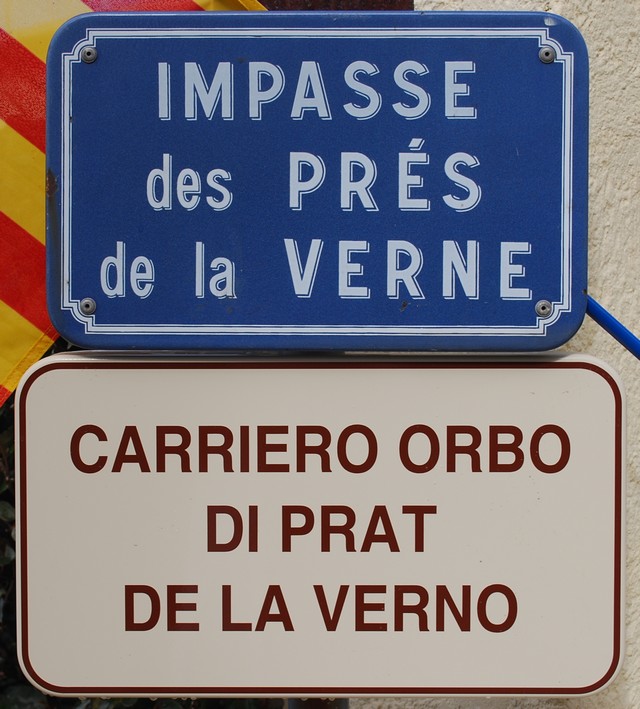 IMPASSE
des PRÉS
de la VERNE
CARRIERO ORBO
DI PRAT
DE LA VERNO